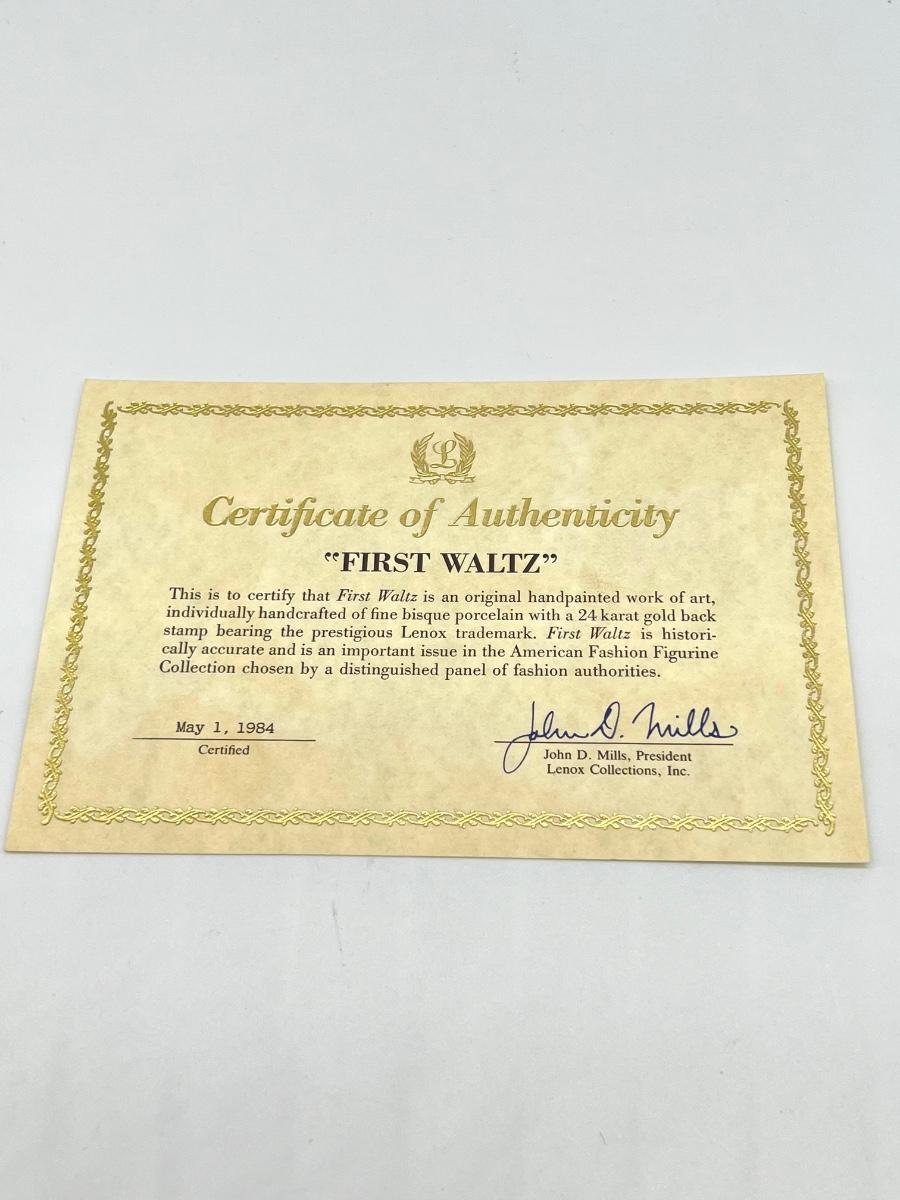 L
Certificate of Authenticity
“FIRST WALTZ”
This is to certify that First Waltz is an original handpainted work of art,
individually handcrafted of fine bisque porcelain with a 24 karat gold back
stamp bearing the prestigious Lenox trademark. First Waltz is histori-
cally accurate and is an important issue in the American Fashion Figurine
Collection chosen by a distinguished panel of fashion authorities.
May 1, 1984
Certified
John D. Mills
John D. Mills, President
Lenox Collections, Inc.